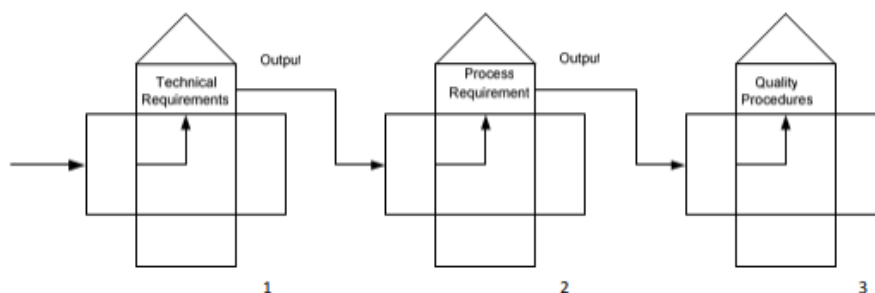 Output
Output
Technical
Requirements
Process
Requirement
Quality
Procedures
1
2
3